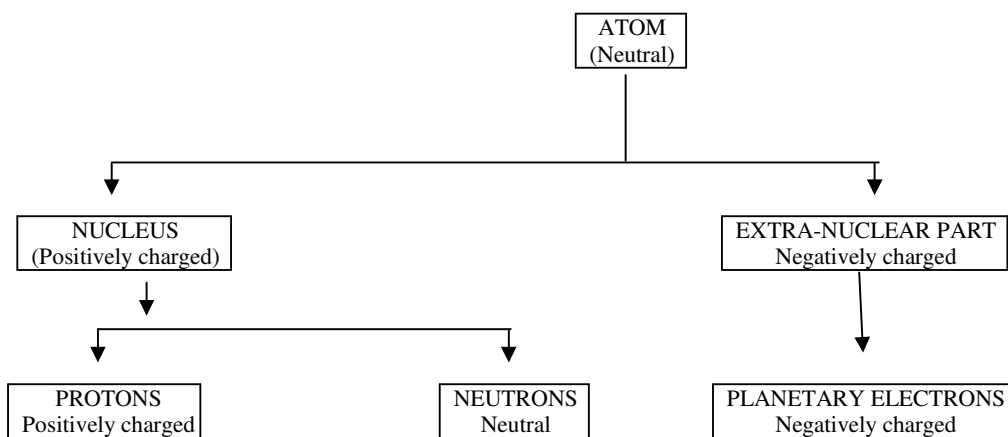 ATOM
(Neutral)
NUCLEUS
(Positively charged)
EXTRA-NUCLEAR PART
Negatively charged
PROTONS
Positively charged
NEUTRONS
Neutral
PLANETARY ELECTRONS
Negatively charged